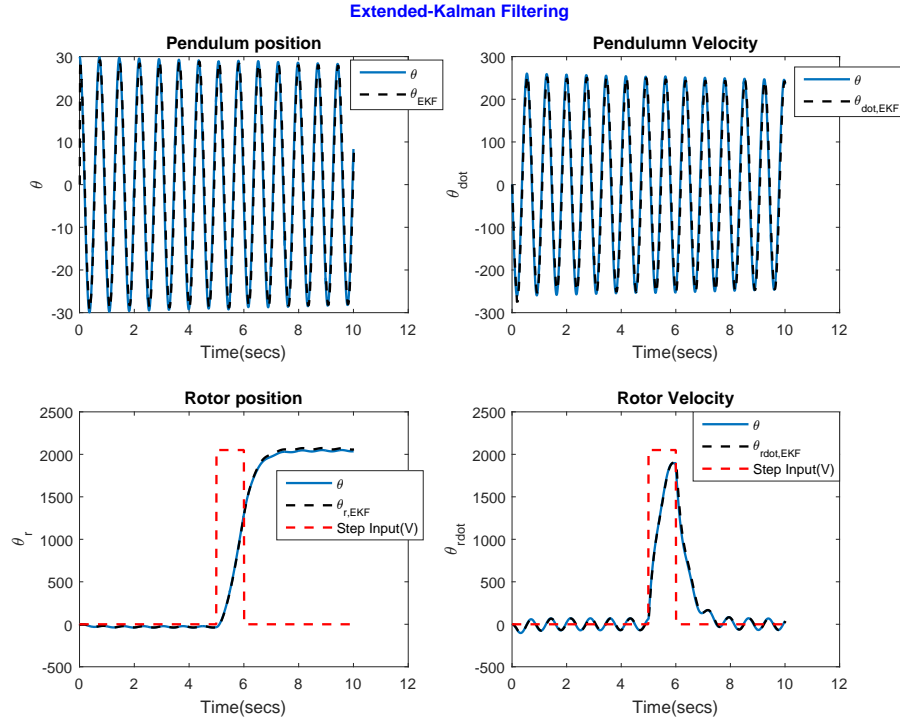 Extended-Kalman Filtering
Pendulum position
30
20
10
0
-10
-20
-30
θ
0 2 4 6 8 10 12
Time(secs)
θ
θEKF
Pendulumn Velocity
300
200
100
0
-100
-200
-300
θdot
0 2 4 6 8 10 12
Time(secs)
θ
θdot,EKF
Rotor position
2500
2000
1500
1000
500
0
-500
θr
0 2 4 6 8 10 12
Time(secs)
θ
θr,EKF
Step Input(V)
Rotor Velocity
2500
2000
1500
1000
500
0
-500
θrdot
0 2 4 6 8 10 12
Time(secs)
θ
θrdot,EKF
Step Input(V)